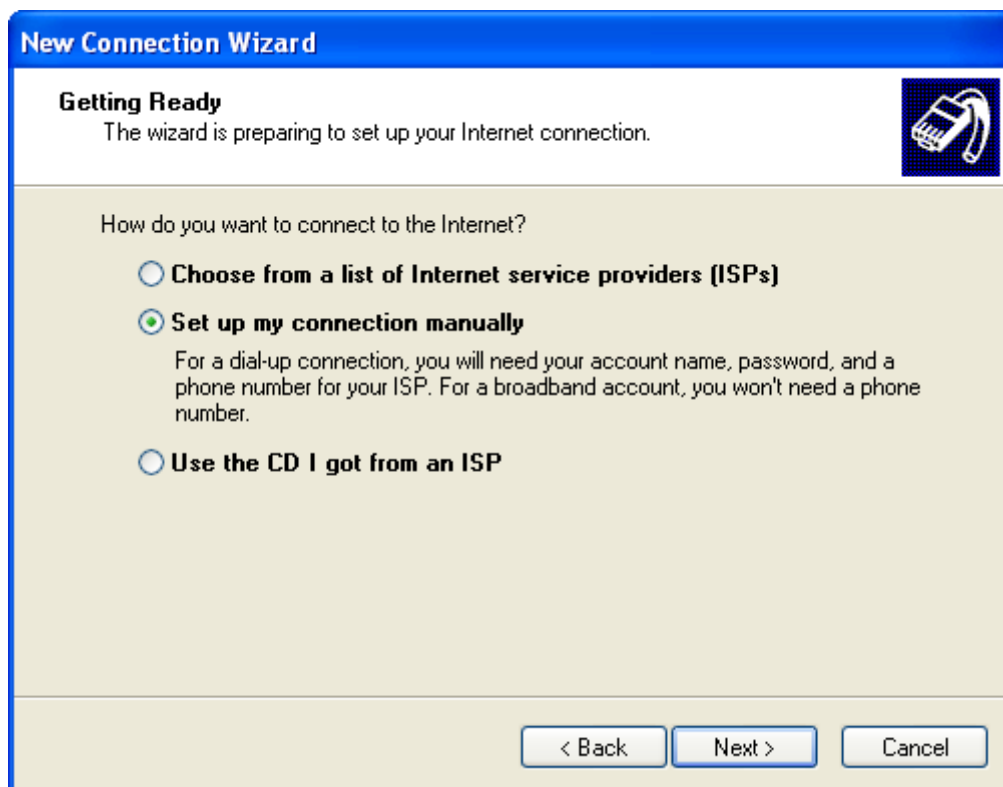 New Connection Wizard
Getting Ready
The wizard is preparing to set up your Internet connection.
How do you want to connect to the Internet?
Choose from a list of Internet service providers (ISPs)
Set up my connection manually
For a dial-up connection, you will need your account name, password, and a
phone number for your ISP. For a broadband account, you won't need a phone
number.
Use the CD I got from an ISP
< Back
Next >
Cancel